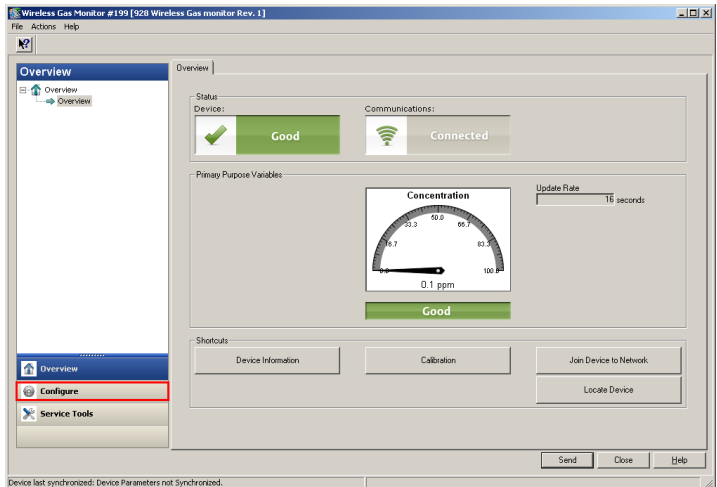 Wireless Gas Monitor #199 [928 Wireless Gas monitor Rev. 1]
File Actions Help
Overview
Overview
Overview
Overview
Status
Device:
Good
Communications:
Connected
Primary Purpose Variables
Concentration
0.0
16.7
33.3
50.0
66.7
83.3
100.0
0.1 ppm
Good
Update Rate
16 seconds
Shortcuts
Device Information
Calibration
Join Device to Network
Locate Device
Overview
Configure
Service Tools
Send
Close
Help
Device last synchronized: Device Parameters not Synchronized.